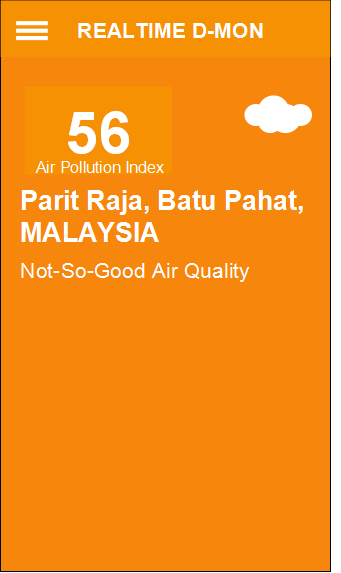 REALTIME D-MON
56
Air Pollution Index
Parit Raja, Batu Pahat,
MALAYSIA
Not-So-Good Air Quality